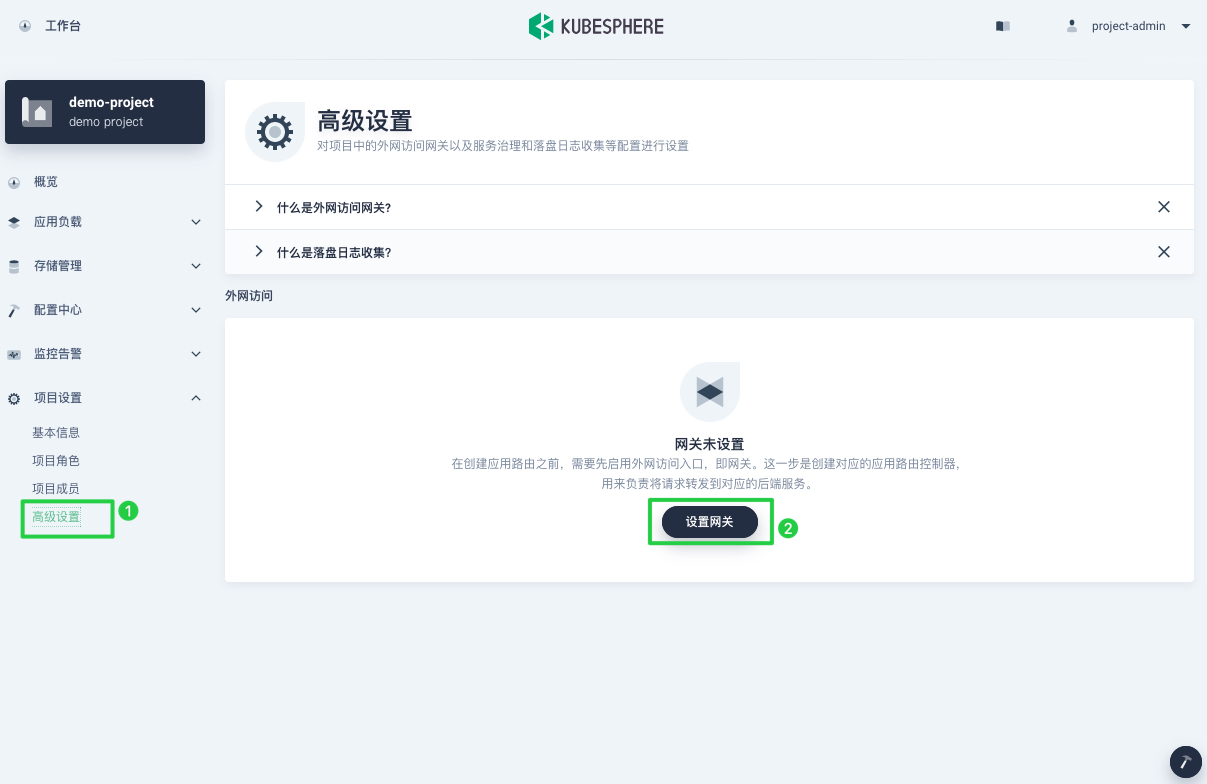 工作台
KUBESPHERE
project-admin
demo-project
demo project
概览
应用负载
存储管理
配置中心
监控告警
项目设置
基本信息
项目角色
项目成员
高级设置
1
高级设置
对项目中的外网访问网关以及服务治理和落盘日志收集等配置进行设置
什么是外网访问网关?
什么是落盘日志收集?
外网访问
网关未设置
在创建应用路由之前，需要先启用外网访问入口，即网关。这一步是创建对应的应用路由控制器，
用来负责将请求转发到对应的后端服务。
设置网关
2